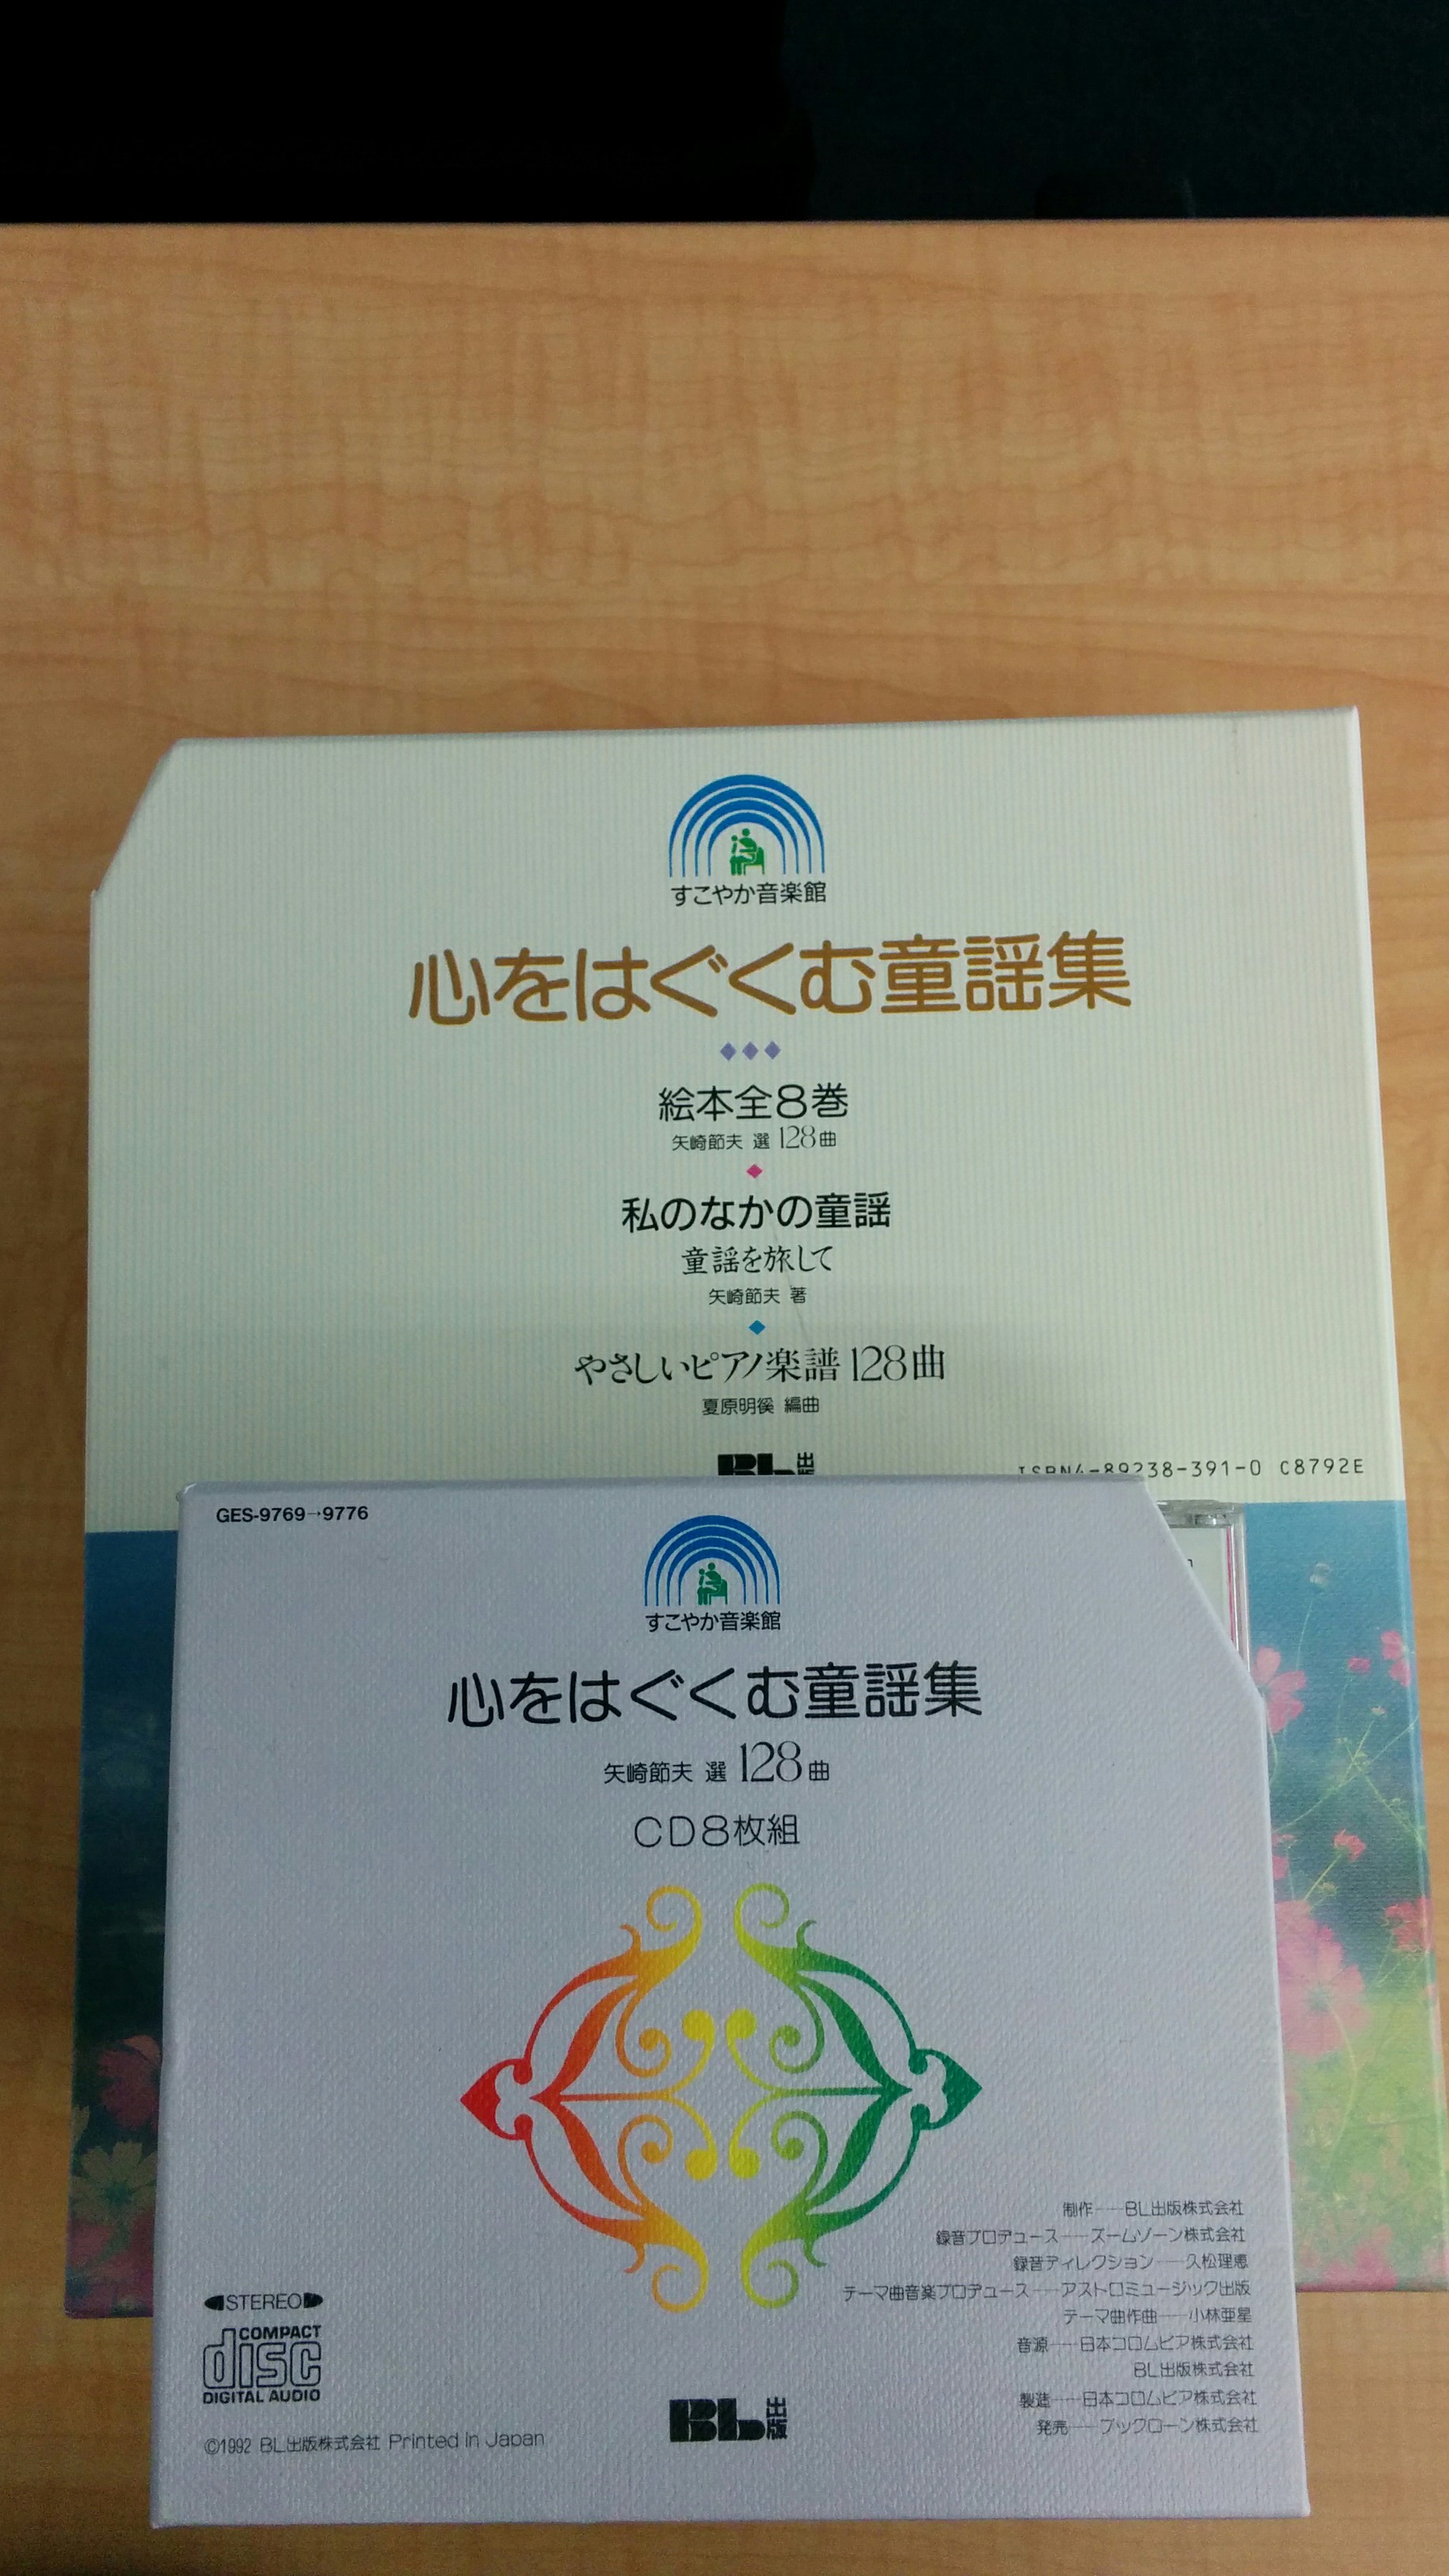 すこやか音楽館
心をはぐくむ童謡集
絵本全8巻
矢崎節夫 選 128曲
私のなかの童謡
童謡を旅して
矢崎節夫 著
やさしいピアノ楽譜 128曲
夏原明徯 編曲
BL出版
ISBN4-89238-391-0 C8792E
GES-9769→9776
すこやか音楽館
心をはぐくむ童謡集
矢崎節夫 選 128曲
CD8枚組
制作──BL出版株式会社
録音プロデュース──ズームゾーン株式会社
録音ディレクション──久松理恵
テーマ曲音楽プロデュース──アストロミュージック出版
テーマ曲作曲──小林亜星
音源──日本コロムビア株式会社
BL出版株式会社
製造──日本コロムビア株式会社
発売──ブックローン株式会社
STEREO
COMPACT
disc
DIGITAL AUDIO
©1992 BL出版株式会社 Printed in Japan
BL出版